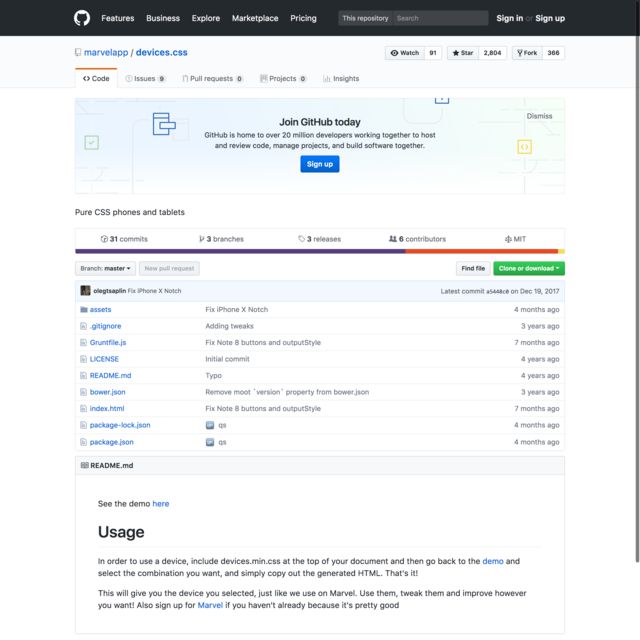 Features Business Explore Marketplace Pricing This repository Search Sign in or Sign up
marvelapp / devices.css Watch 91 Star 2,804 Fork 366
Code Issues 9 Pull requests 0 Projects 0 Insights
Dismiss
Join GitHub today
GitHub is home to over 20 million developers working together to host
and review code, manage projects, and build software together.
Sign up
Pure CSS phones and tablets
31 commits 3 branches 3 releases 6 contributors MIT
Branch: master New pull request Find file Clone or download
olegtsaplin Fix iPhone X Notch Latest commit a5448c0 on Dec 19, 2017
assets Fix iPhone X Notch 4 months ago
.gitignore Adding tweaks 3 years ago
Gruntfile.js Fix Note 8 buttons and outputStyle 7 months ago
LICENSE Initial commit 4 years ago
README.md Typo 4 years ago
bower.json Remove moot `version` property from bower.json 3 years ago
index.html Fix Note 8 buttons and outputStyle 7 months ago
package-lock.json qs 4 months ago
package.json qs 4 months ago
README.md
See the demo here
Usage
In order to use a device, include devices.min.css at the top of your document and then go back to the demo and
select the combination you want, and simply copy out the generated HTML. That's it!
This will give you the device you selected, just like we use on Marvel. Use them, tweak them and improve however
you want! Also sign up for Marvel if you haven't already because it's pretty good